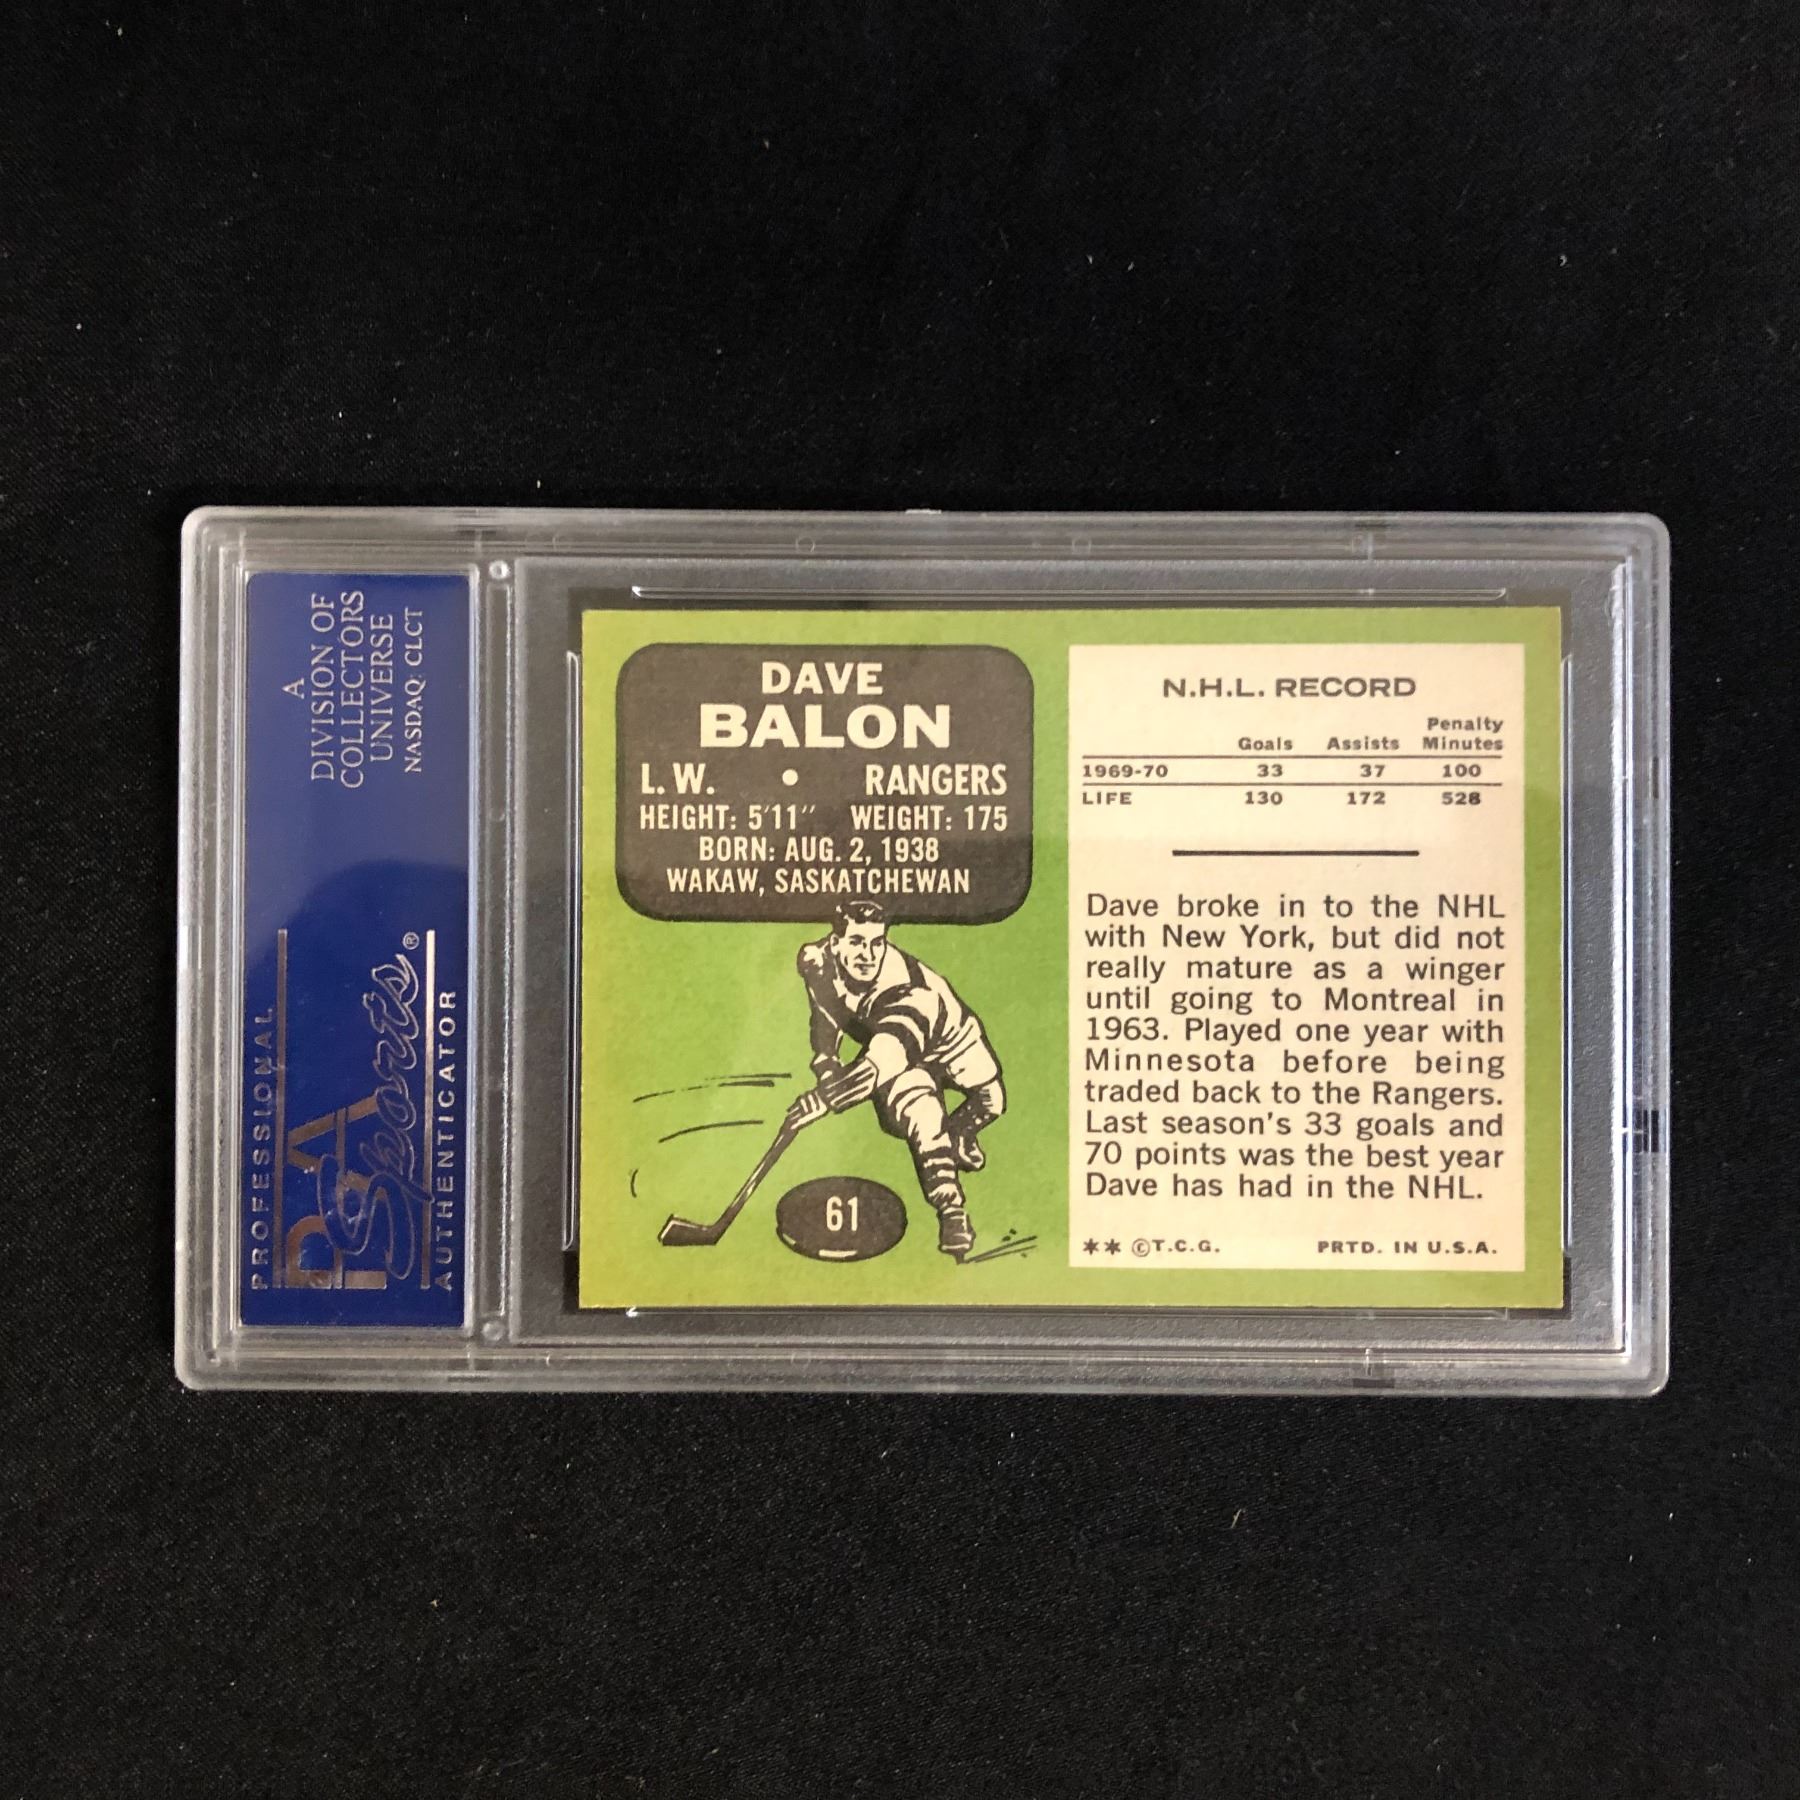 A
DIVISION OF
COLLECTORS
UNIVERSE
NASDAQ: CLCT
PROFESSIONAL
PSA
Sports®
AUTHENTICATOR
DAVE
BALON
L.W. • RANGERS
HEIGHT: 5'11" WEIGHT: 175
BORN: AUG. 2, 1938
WAKAW, SASKATCHEWAN
61
N.H.L. RECORD
Penalty
Goals Assists Minutes
1969-70 33 37 100
LIFE 130 172 528
Dave broke in to the NHL
with New York, but did not
really mature as a winger
until going to Montreal in
1963. Played one year with
Minnesota before being
traded back to the Rangers.
Last season's 33 goals and
70 points was the best year
Dave has had in the NHL.
** ©T.C.G. PRTD. IN U.S.A.